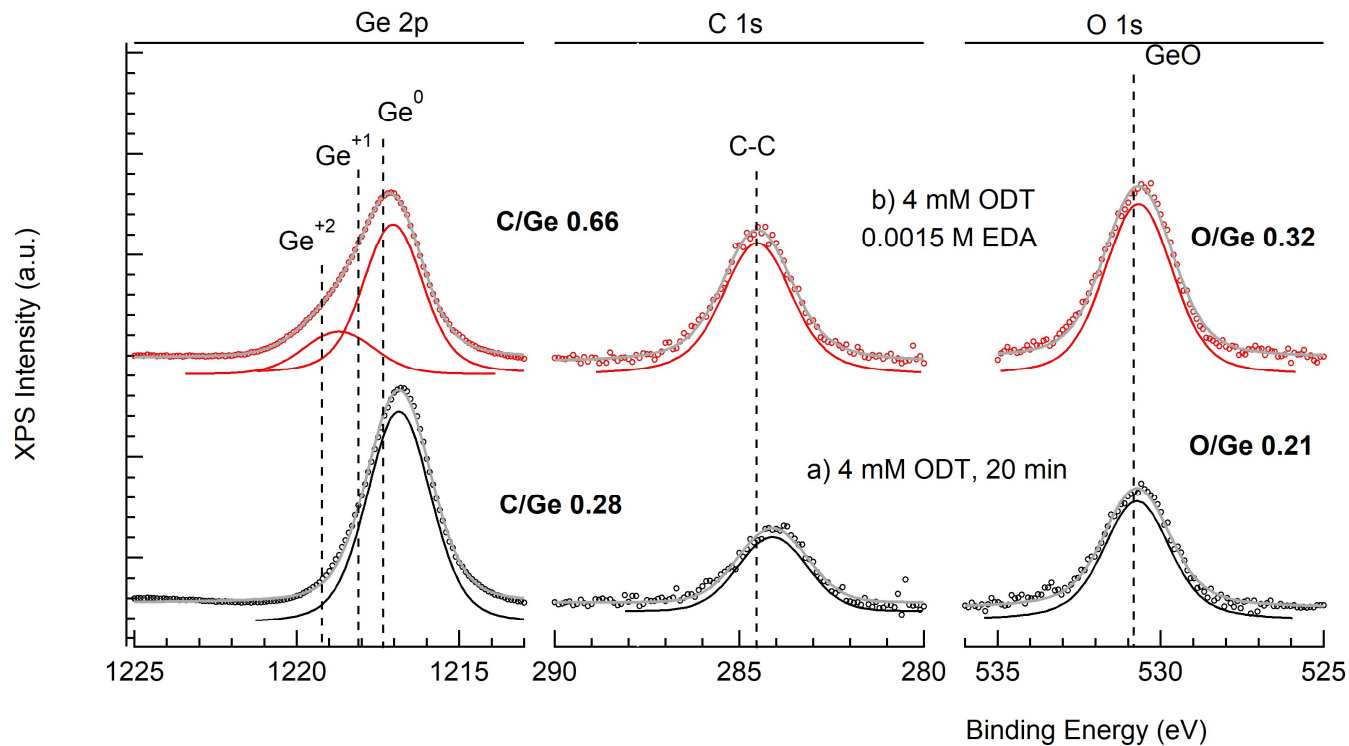 Ge 2p
C 1s
O 1s
GeO
Ge0
Ge+1
Ge+2
C-C
C/Ge 0.66
b) 4 mM ODT
0.0015 M EDA
O/Ge 0.32
O/Ge 0.21
a) 4 mM ODT, 20 min
C/Ge 0.28
XPS Intensity (a.u.)
1225 1220 1215 290 284 280 535 530 525
Binding Energy (eV)